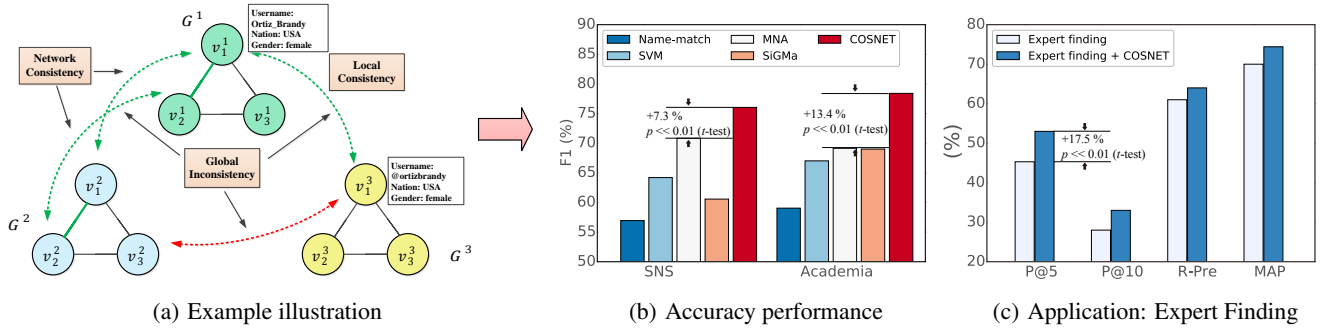 G 1
Username:
Ortiz_Brandy
Nation: USA
Gender: female
Network
Consistency
Local
Consistency
v 1 1
v 1 2
v 1 3
Global
Inconsistency
Username:
@ortizbrandy
Nation: USA
Gender: female
v 2 1
v 3 1
G 2
v 2 2
v 2 3
v 3 2
v 3 3
G 3
(a) Example illustration
90
85
80
75
70
65
60
55
50
F1 (%)
Name-match
SVM
MNA
SiGMa
COSNET
+7.3 %
p << 0.01 (t-test)
+13.4 %
p << 0.01 (t-test)
SNS
Academia
(b) Accuracy performance
80
70
60
50
40
30
20
(%)
Expert finding
Expert finding + COSNET
+17.5 %
p << 0.01 (t-test)
P@5
P@10
R-Pre
MAP
(c) Application: Expert Finding